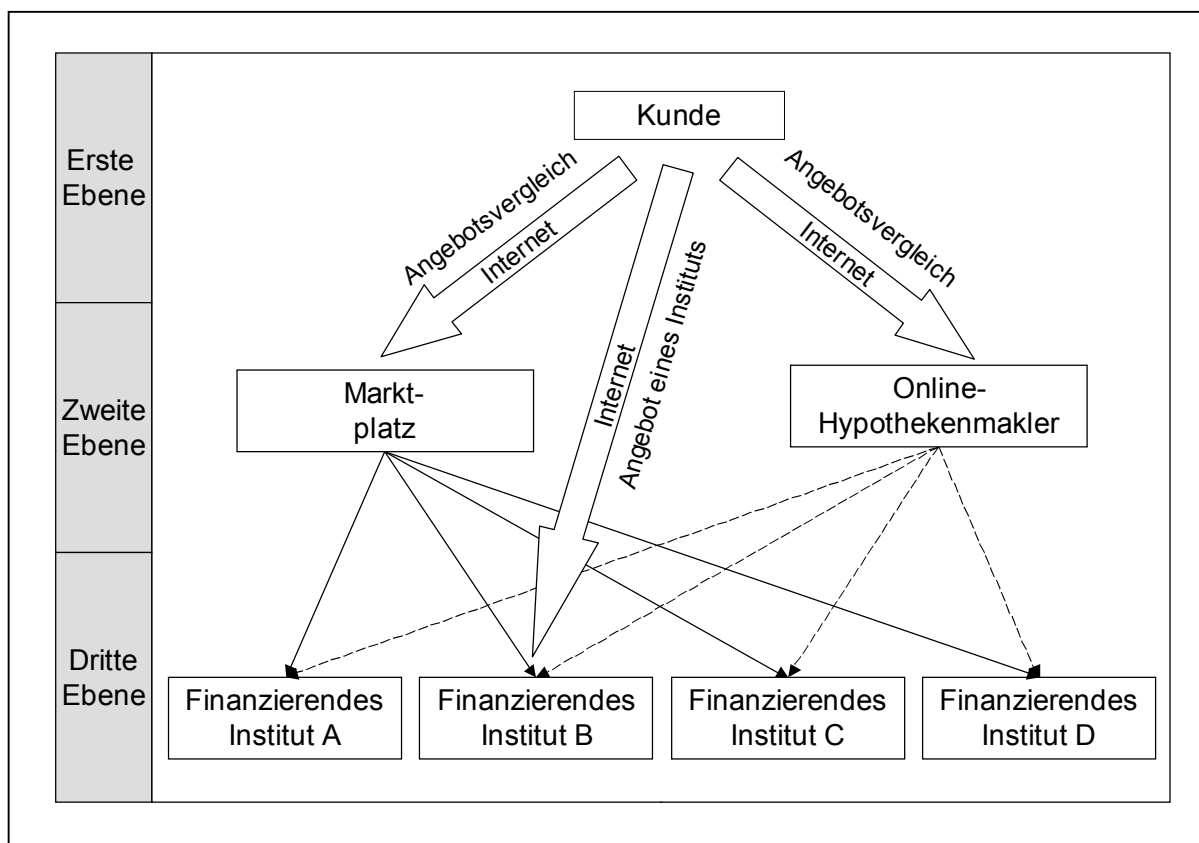 Erste
Ebene
Kunde
Angebotsvergleich
Internet
Internet
Angebot eines Instituts
Angebotsvergleich
Internet
Zweite
Ebene
Markt-
platz
Online-
Hypothekenmakler
Dritte
Ebene
Finanzierendes
Institut A
Finanzierendes
Institut B
Finanzierendes
Institut C
Finanzierendes
Institut D